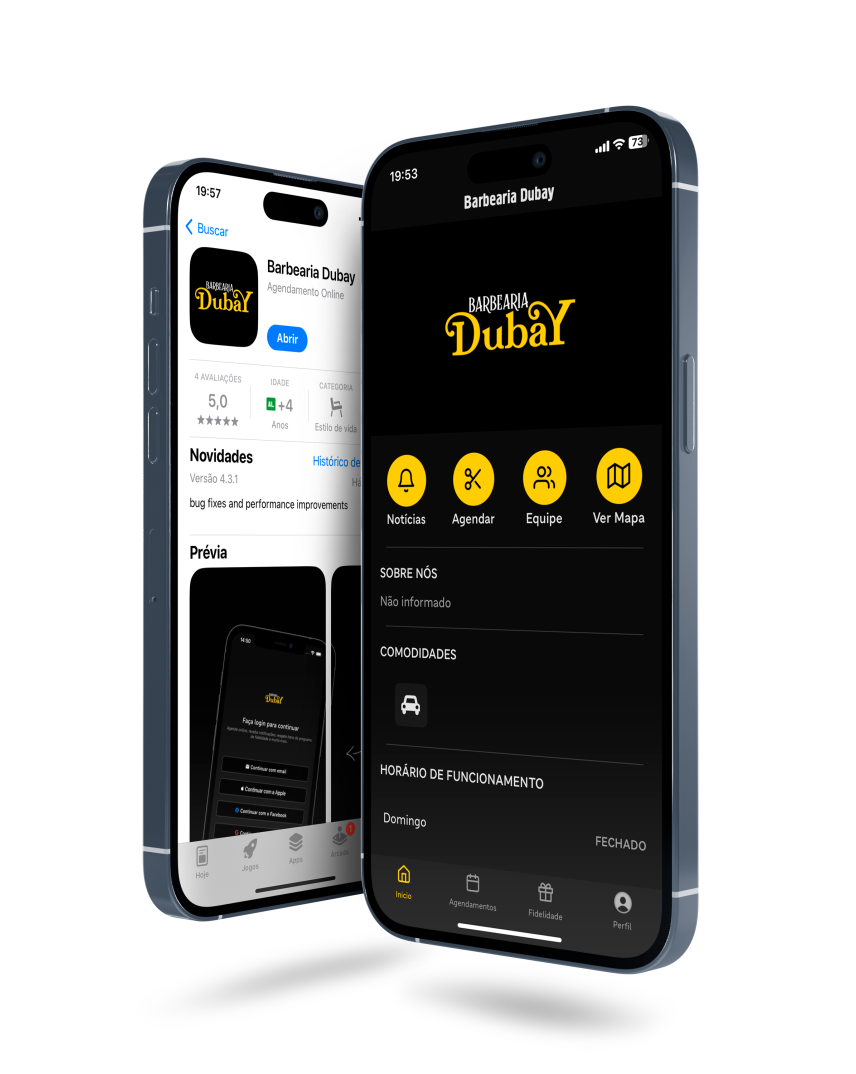 19:57
Buscar
BARBEARIA
DubaY
Barbearia Dubay
Agendamento Online
Abrir
4 AVALIAÇÕES
5,0
★★★★★
IDADE
AL +4
Anos
CATEGORIA
Estilo de vida
Novidades
Histórico de
Versão 4.3.1
Há
bug fixes and performance improvements
Prévia
14:50
BARBEARIA
DubaY
Faça login para continuar
Continuar com email
Continuar com a Apple
Continuar com o Facebook
Hoje
Jogos
Apps
Arcade
1
19:53
73
Barbearia Dubay
BARBEARIA
DubaY
Notícias
Agendar
Equipe
Ver Mapa
SOBRE NÓS
Não informado
COMODIDADES
HORÁRIO DE FUNCIONAMENTO
Domingo
FECHADO
Início
Agendamentos
Fidelidade
Perfil